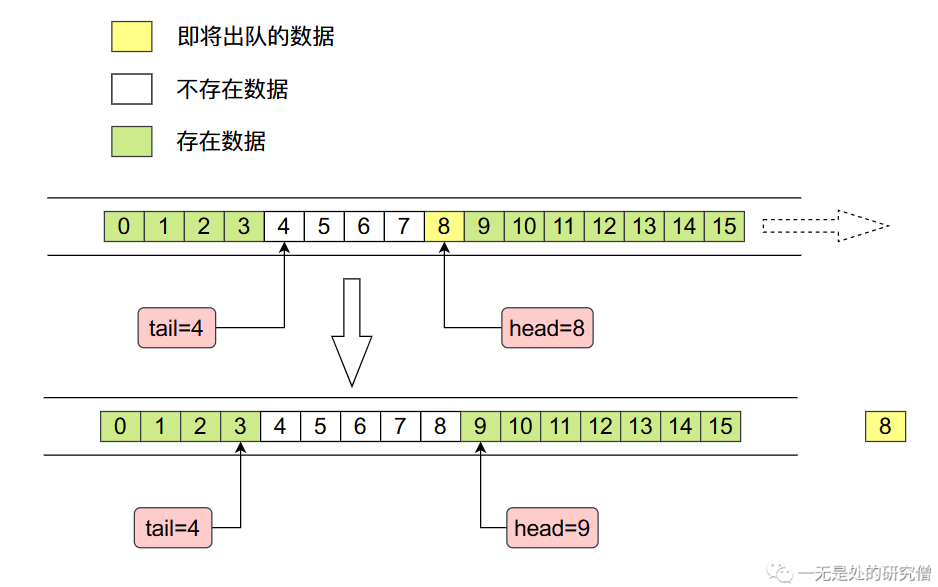 即将出队的数据
不存在数据
存在数据
0 1 2 3 4 5 6 7 8 9 10 11 12 13 14 15
tail=4 head=8
0 1 2 3 4 5 6 7 8 9 10 11 12 13 14 15 8
tail=4 head=9
一无是处的研究僧